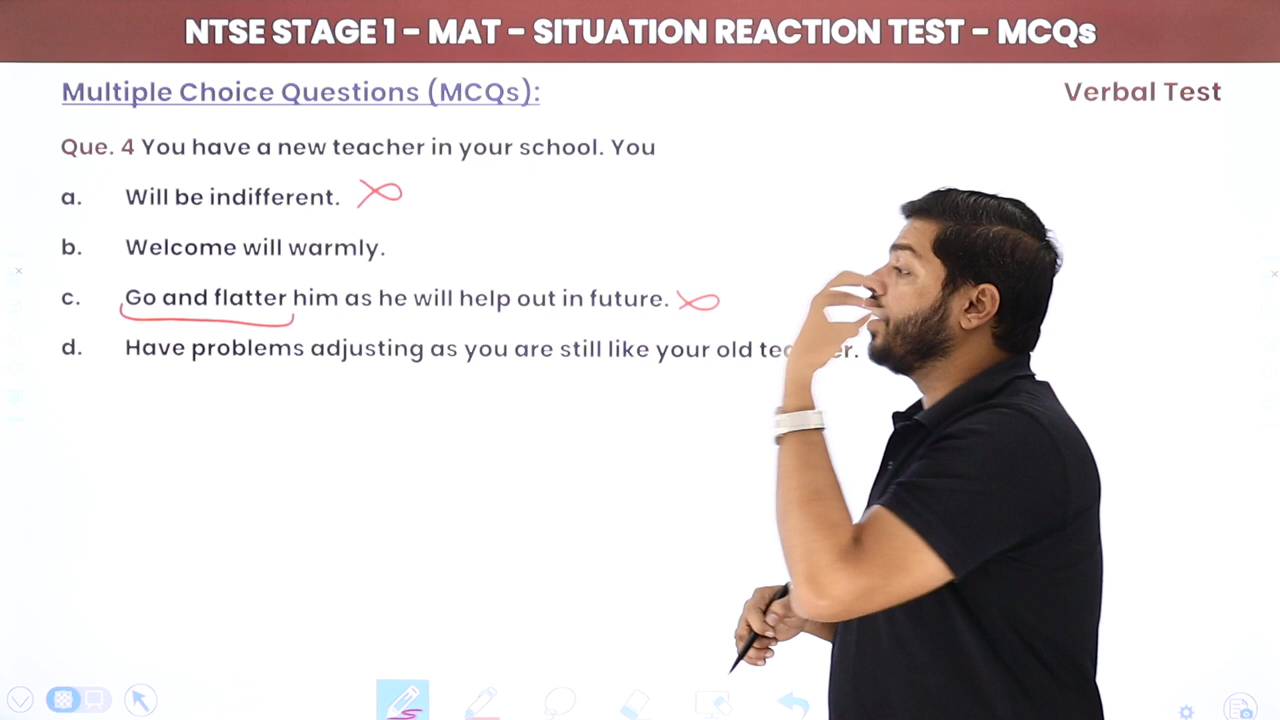 NTSE STAGE 1 – MAT – SITUATION REACTION TEST – MCQs
Multiple Choice Questions (MCQs):
Verbal Test
Que. 4 You have a new teacher in your school. You
a. Will be indifferent.
b. Welcome will warmly.
c. Go and flatter him as he will help out in future.
d. Have problems adjusting as you are still like your old